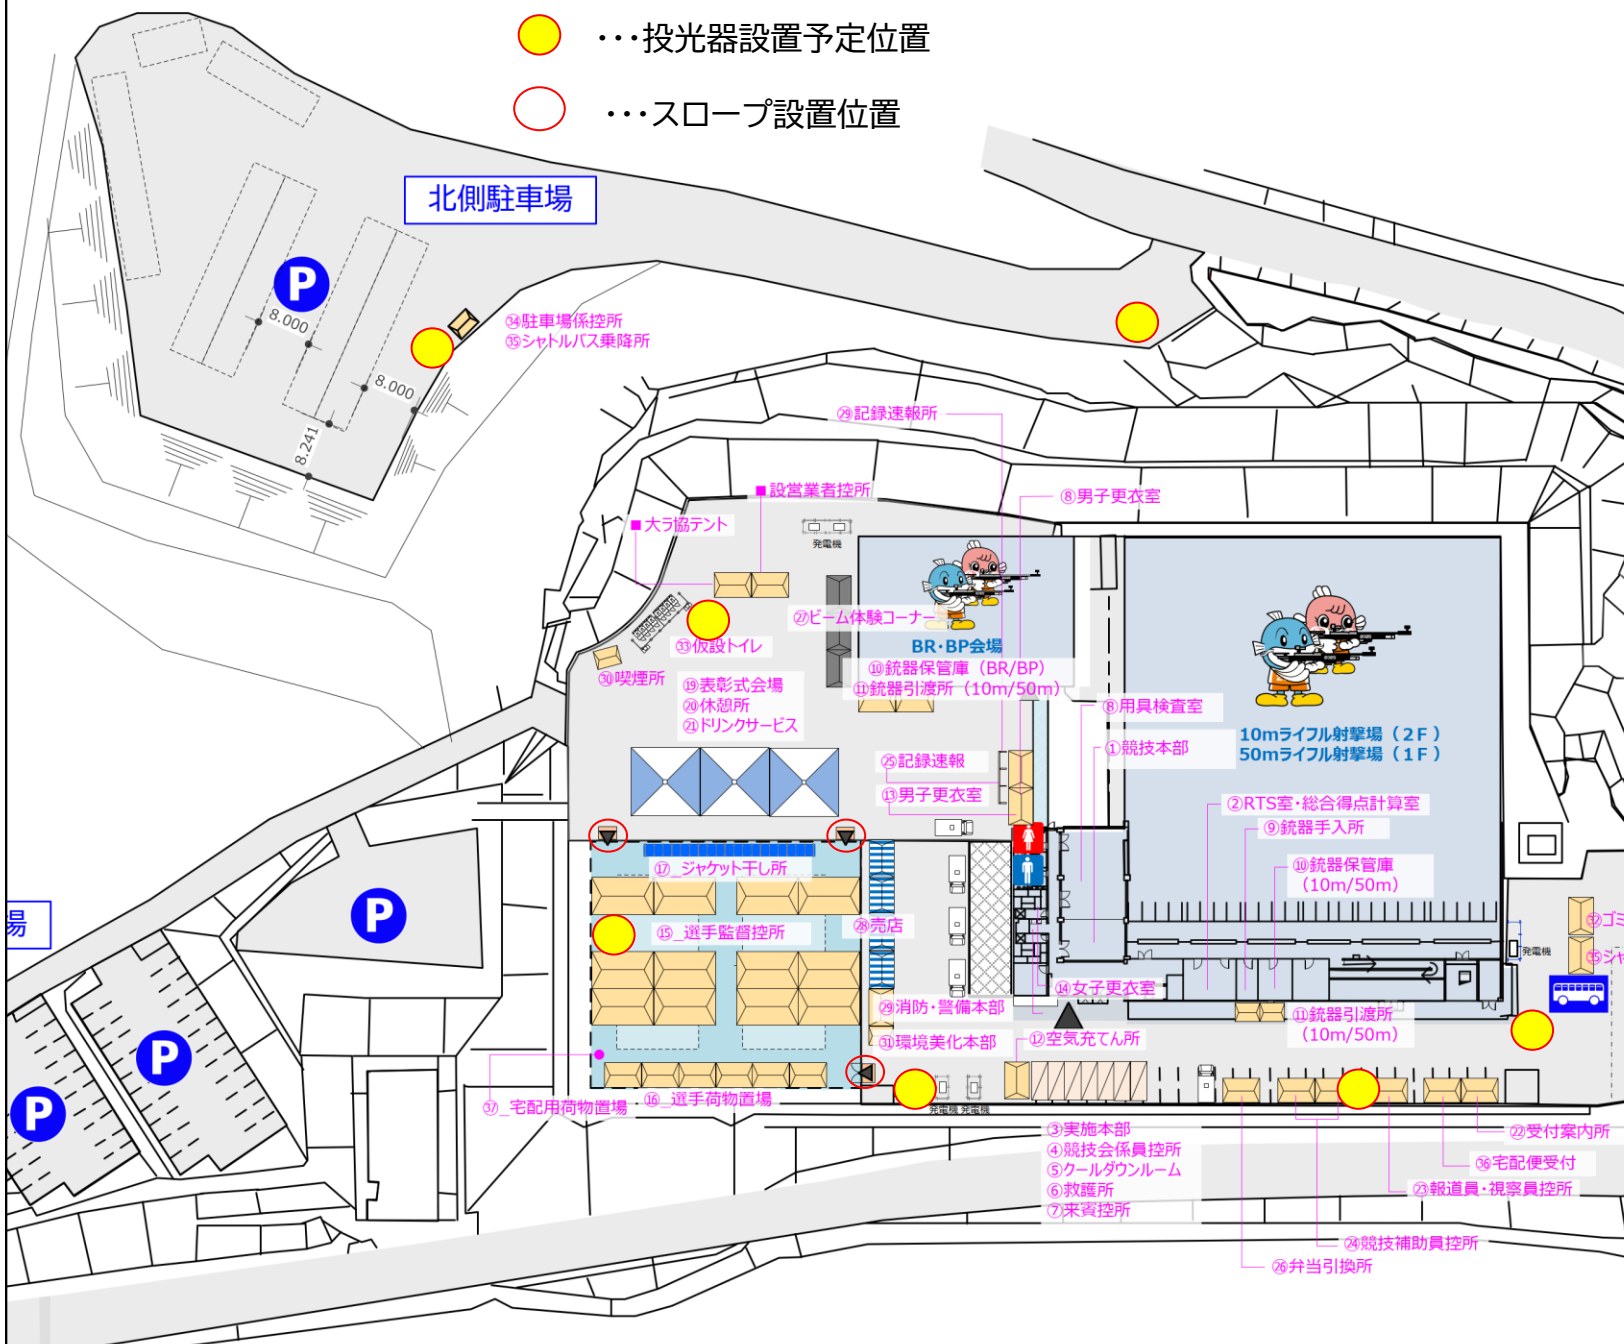 ・・・投光器設置予定位置
・・・スロープ設置位置
北側駐車場
P
8.000
8.000
8.241
㉞駐車場係控所
㉟シャトルバス乗降所
㉙記録速報所
■設営業者控所
⑧男子更衣室
■大ラ協テント
発電機
㉗ビーム体験コーナー
BR・BP会場
㉝仮設トイレ
⑩銃器保管庫（BR/BP）
⑪銃器引渡所（10m/50m）
㉚喫煙所
⑲表彰式会場
⑳休憩所
㉑ドリンクサービス
⑧用具検査室
①競技本部
10mライフル射撃場（２F）
50mライフル射撃場（１F）
㉕記録速報
⑬男子更衣室
②RTS室・総合得点計算室
⑨銃器手入所
⑩銃器保管庫
（10m/50m）
⑰_ジャケット干し所
P
場
⑮_選手監督控所
㉘売店
㉜ゴミ
発電機
㉟シャ
⑭女子更衣室
㉙消防・警備本部
⑪銃器引渡所
（10m/50m）
㉛環境美化本部
⑫空気充てん所
P
P
㊲_宅配用荷物置場
⑯_選手荷物置場
発電機
発電機
③実施本部
④競技会係員控所
⑤クールダウンルーム
⑥救護所
⑦来賓控所
㉒受付案内所
㊱宅配便受付
㉓報道員・視察員控所
㉔競技補助員控所
㉖弁当引換所